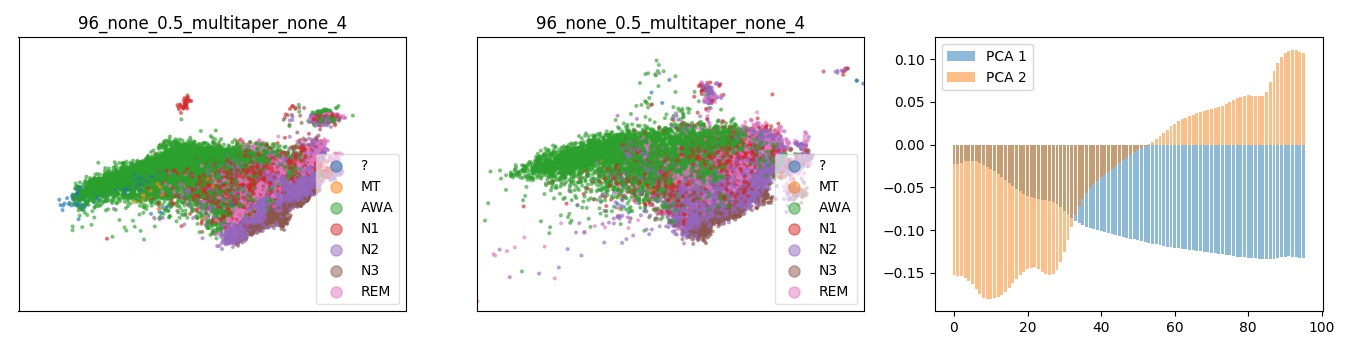 96_none_0.5_multitaper_none_4
?
MT
AWA
N1
N2
N3
REM
96_none_0.5_multitaper_none_4
?
MT
AWA
N1
N2
N3
REM
PCA 1
PCA 2
0.10
0.05
0.00
−0.05
−0.10
−0.15
0 20 40 60 80 100